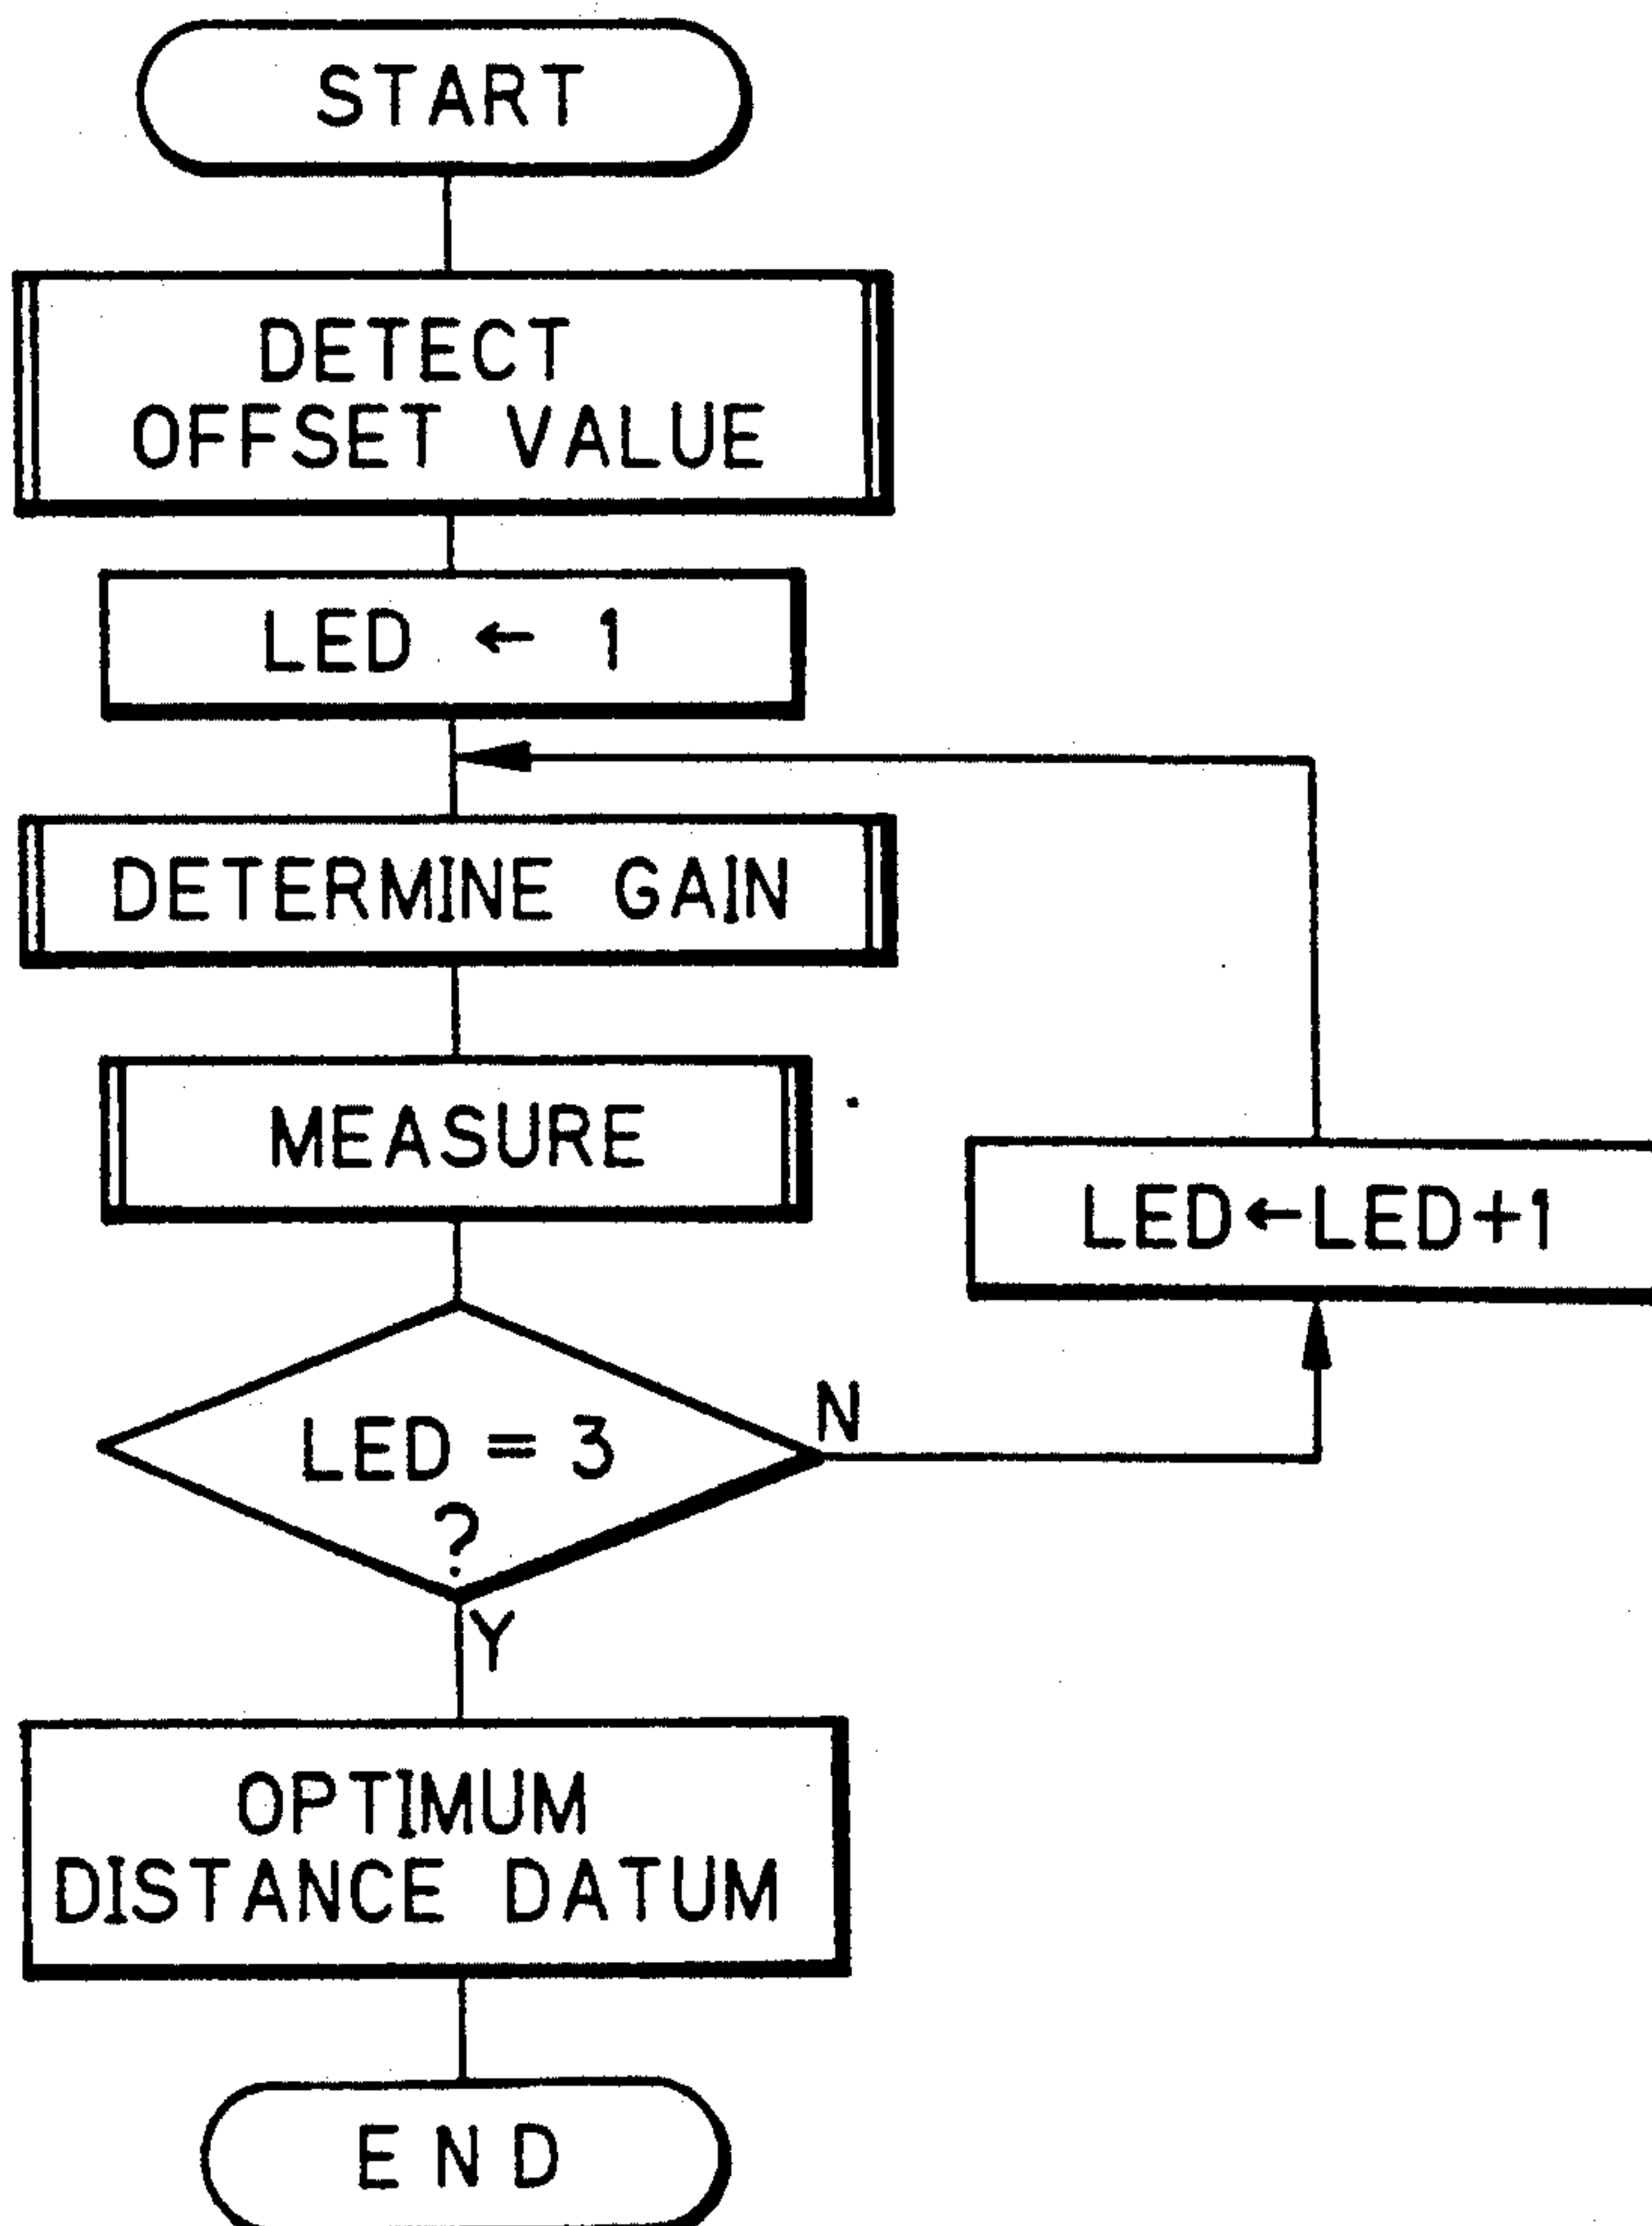 START
DETECT
OFFSET VALUE
LED ← 1
DETERMINE GAIN
MEASURE
LED←LED+1
LED = 3
?
N
Y
OPTIMUM
DISTANCE DATUM
END